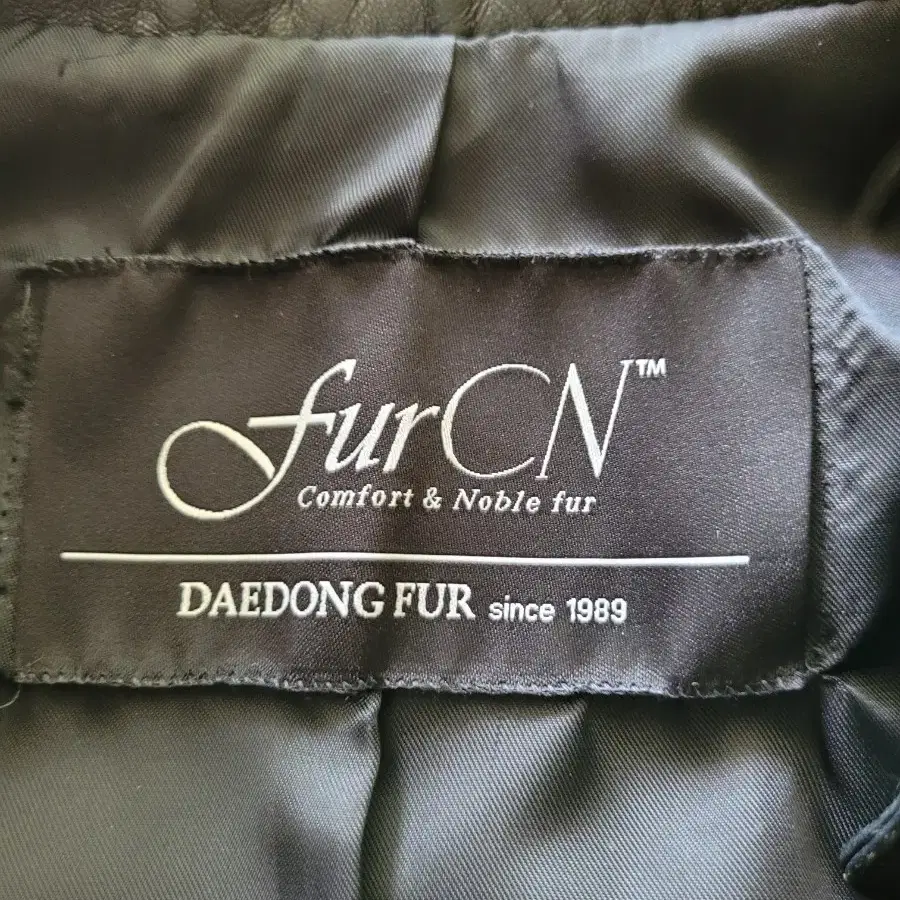 furCN™
Comfort & Noble fur
DAEDONG FUR since 1989